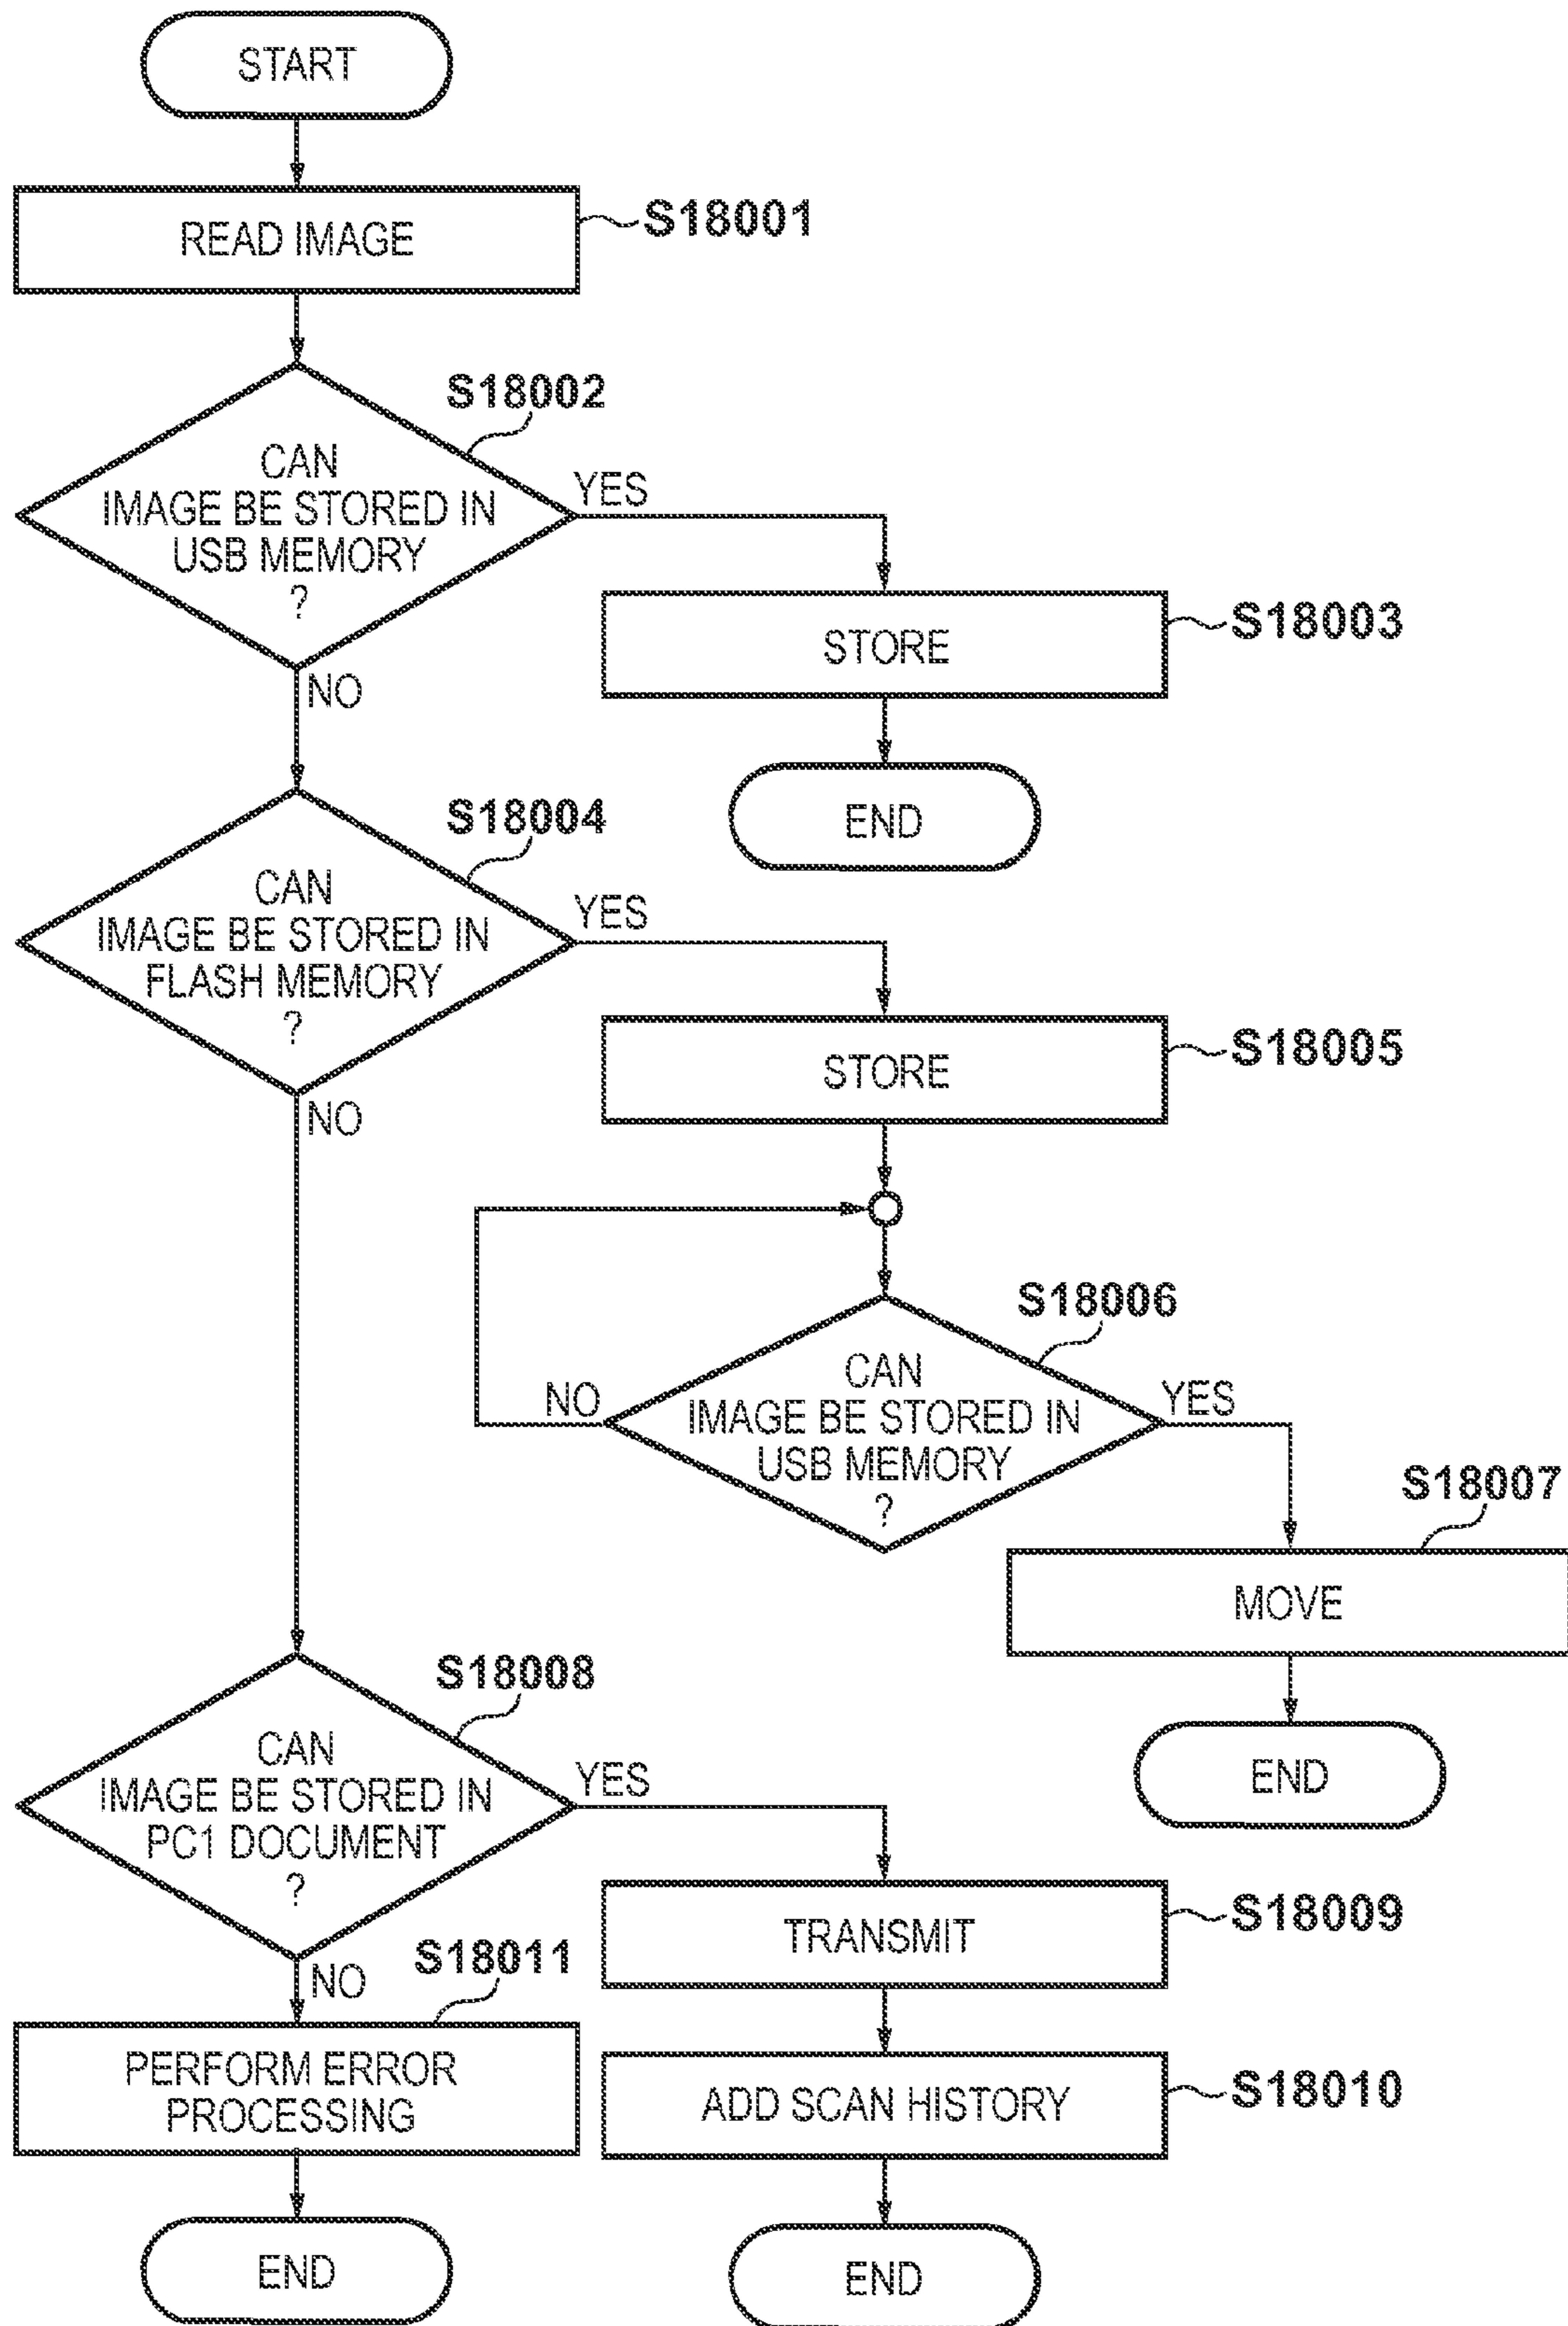 START
READ IMAGE
S18001
S18002
CAN
IMAGE BE STORED IN
USB MEMORY
?
YES
NO
STORE
S18003
END
S18004
CAN
IMAGE BE STORED IN
FLASH MEMORY
?
YES
NO
STORE
S18005
S18006
CAN
IMAGE BE STORED IN
USB MEMORY
?
NO
YES
S18007
MOVE
END
S18008
CAN
IMAGE BE STORED IN
PC1 DOCUMENT
?
YES
NO
TRANSMIT
S18009
S18011
PERFORM ERROR
PROCESSING
ADD SCAN HISTORY
S18010
END
END